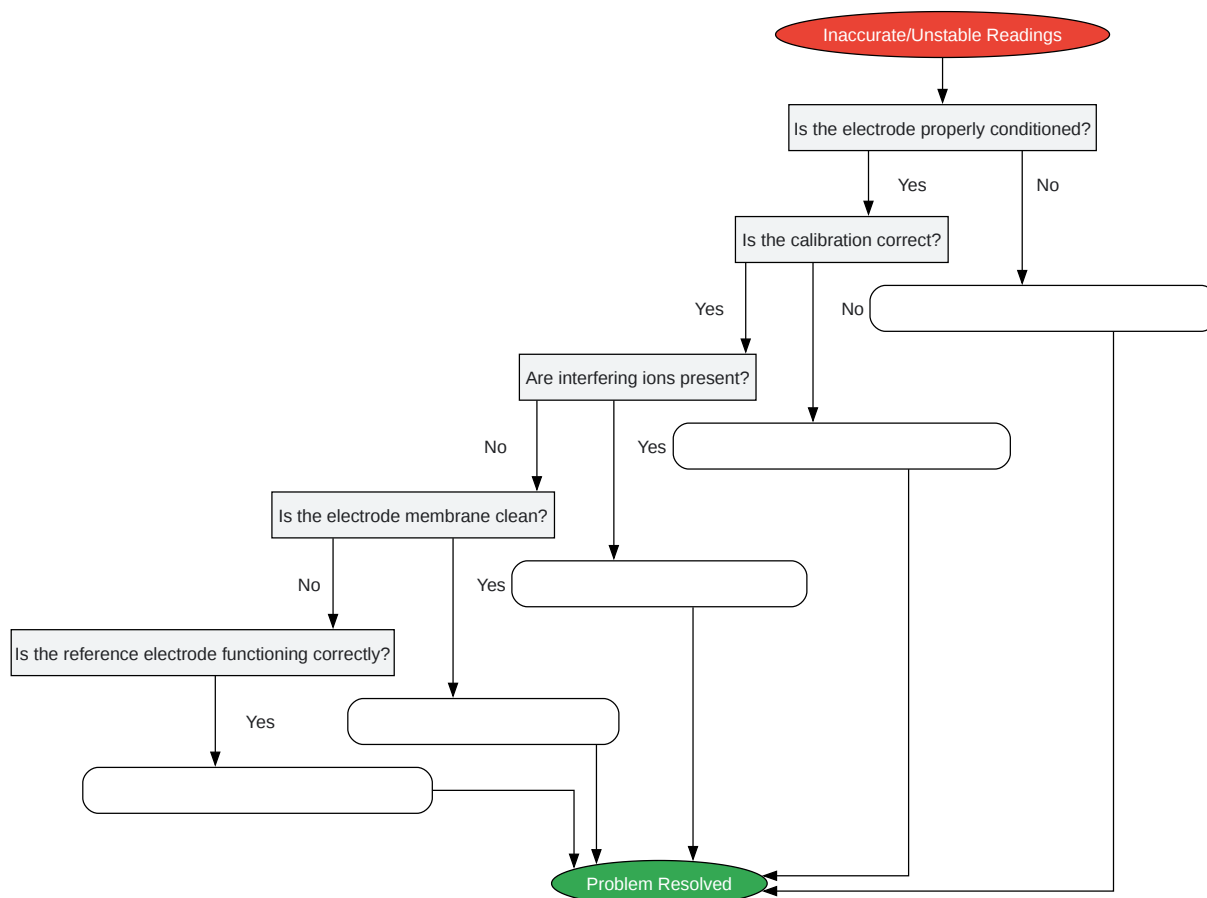 Inaccurate/Unstable Readings
Is the electrode properly conditioned?
Yes
No
Is the calibration correct?
Yes
No
Are interfering ions present?
No
Yes
Is the electrode membrane clean?
No
Yes
Is the reference electrode functioning correctly?
Yes
Problem Resolved